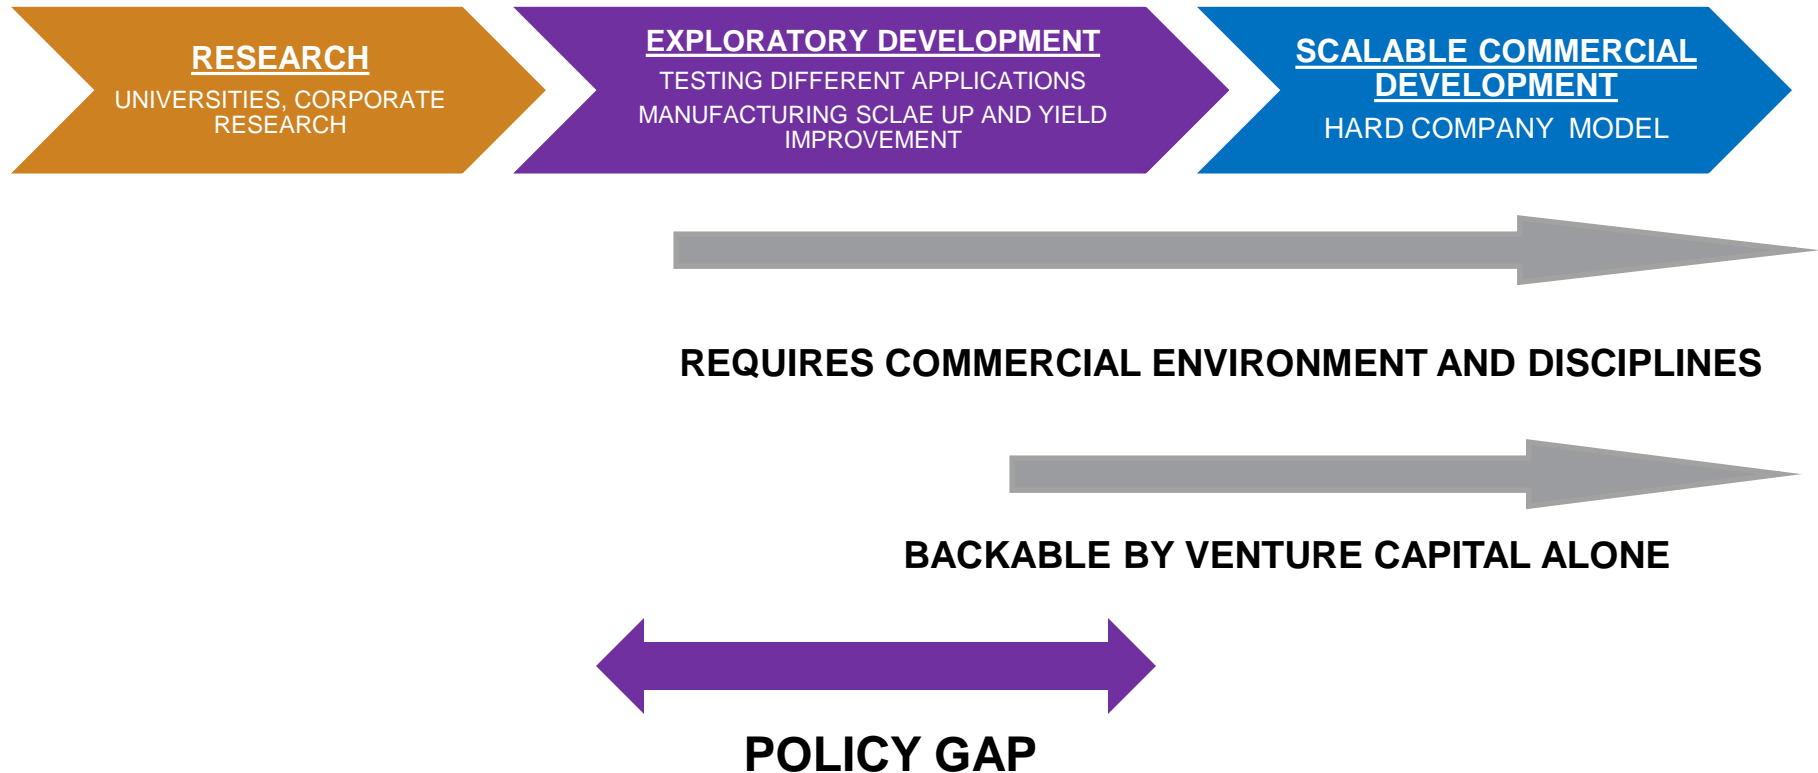 RESEARCH
UNIVERSITIES, CORPORATE
RESEARCH
EXPLORATORY DEVELOPMENT
TESTING DIFFERENT APPLICATIONS
MANUFACTURING SCLAE UP AND YIELD
IMPROVEMENT
SCALABLE COMMERCIAL
DEVELOPMENT
HARD COMPANY MODEL
REQUIRES COMMERCIAL ENVIRONMENT AND DISCIPLINES
BACKABLE BY VENTURE CAPITAL ALONE
POLICY GAP